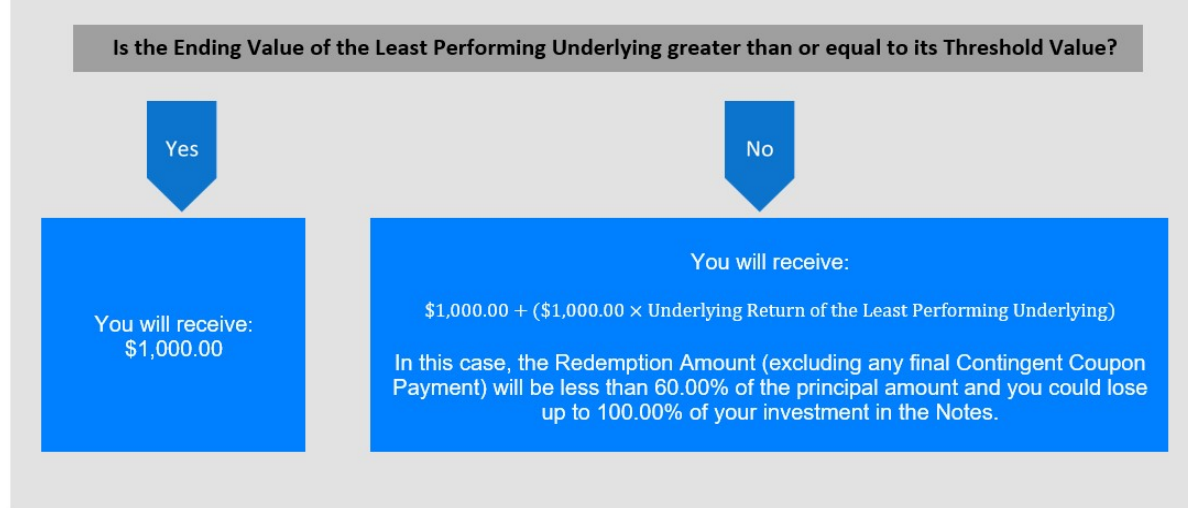 Is the Ending Value of the Least Performing Underlying greater than or equal to its Threshold Value?
Yes
No
You will receive:
$1,000.00
You will receive:
$1,000.00 + ($1,000.00 × Underlying Return of the Least Performing Underlying)
In this case, the Redemption Amount (excluding any final Contingent Coupon
Payment) will be less than 60.00% of the principal amount and you could lose
up to 100.00% of your investment in the Notes.